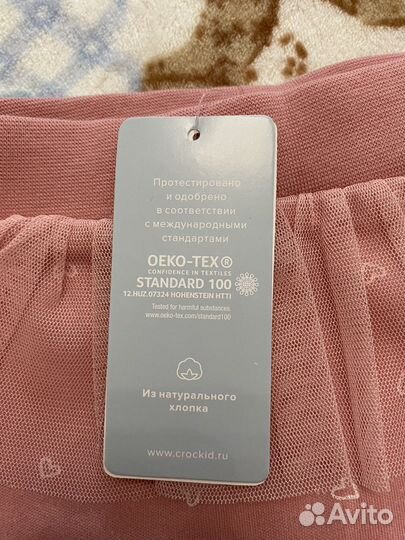 Протестировано
и одобрено
в соответствии
с международными
стандартами
OEKO-TEX®
CONFIDENCE IN TEXTILES
STANDARD 100
12.HUZ.07324 HOHENSTEIN HTTI
Tested for harmful substances.
www.oeko-tex.com/standard100
Из натурального
хлопка
www.crockid.ru
Avito